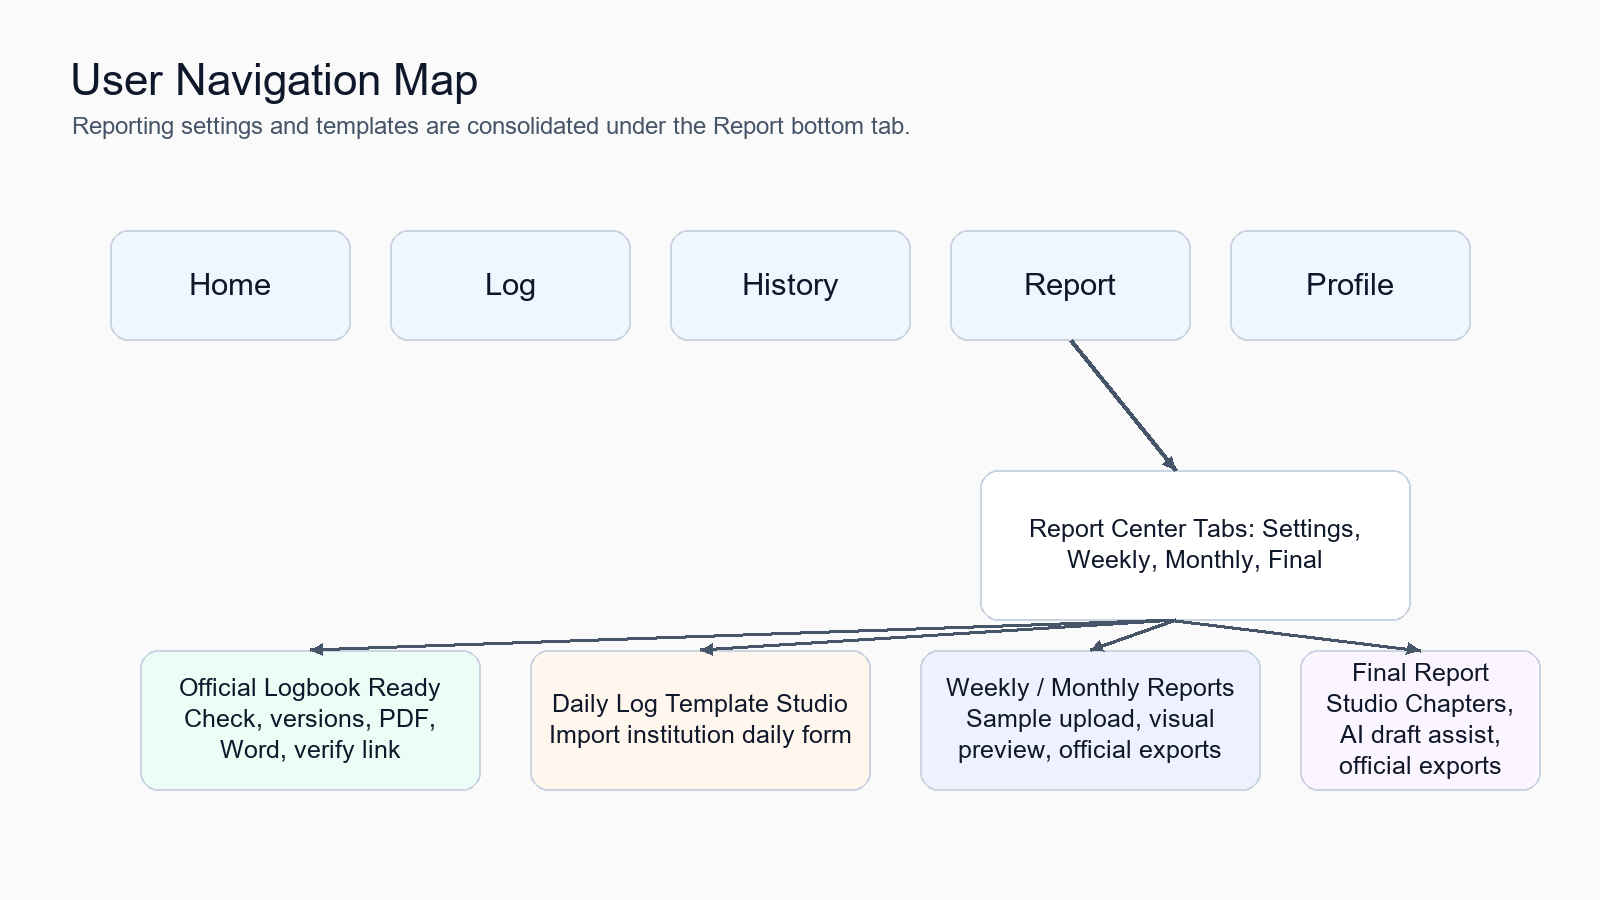 User Navigation Map
Reporting settings and templates are consolidated under the Report bottom tab.
Home
Log
History
Report
Profile
Report Center Tabs: Settings,
Weekly, Monthly, Final
Official Logbook Ready
Check, versions, PDF,
Word, verify link
Daily Log Template Studio
Import institution daily form
Weekly / Monthly Reports
Sample upload, visual
preview, official exports
Final Report
Studio Chapters,
AI draft assist,
official exports